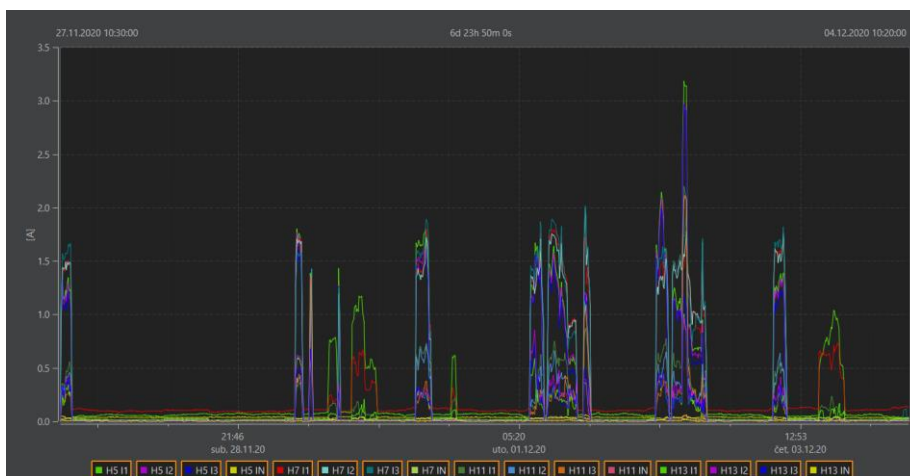 27.11.2020 10:30:00 6d 23h 50m 0s 04.12.2020 10:20:00
3.5
3.0
2.5
2.0
[A]
1.5
1.0
0.5
0.0
21:46 05:20 12:53
sub. 28.11.20 uto, 01.12.20 čet, 03.12.20
H5 I1 H5 I2 H5 I3 H5 IN H7 I1 H7 I2 H7 I3 H7 IN H11 I1 H11 I2 H11 I3 H11 IN H13 I1 H13 I2 H13 I3 H13 IN